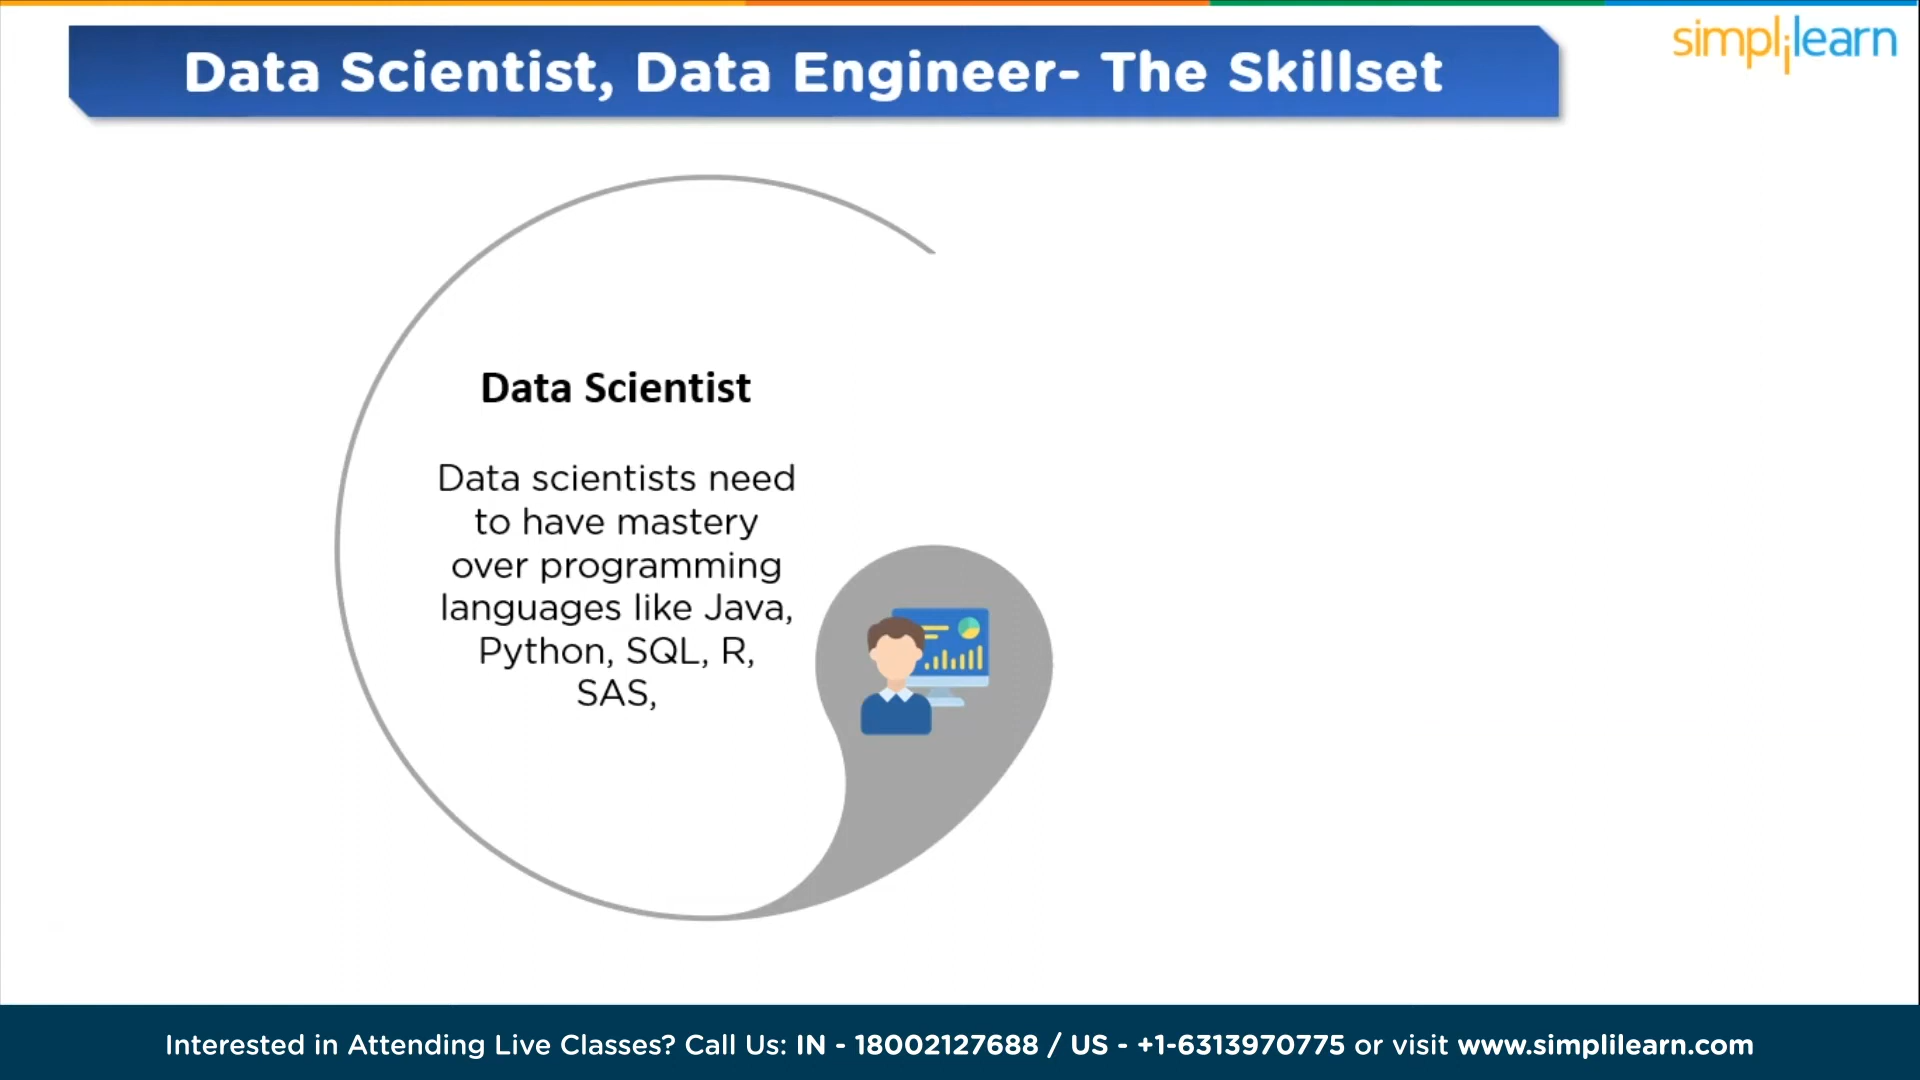 Data Scientist, Data Engineer- The Skillset
simplilearn
Data Scientist
Data scientists need
to have mastery
over programming
languages like Java,
Python, SQL, R,
SAS,
Interested in Attending Live Classes? Call Us: IN - 18002127688 / US - +1-6313970775 or visit www.simplilearn.com